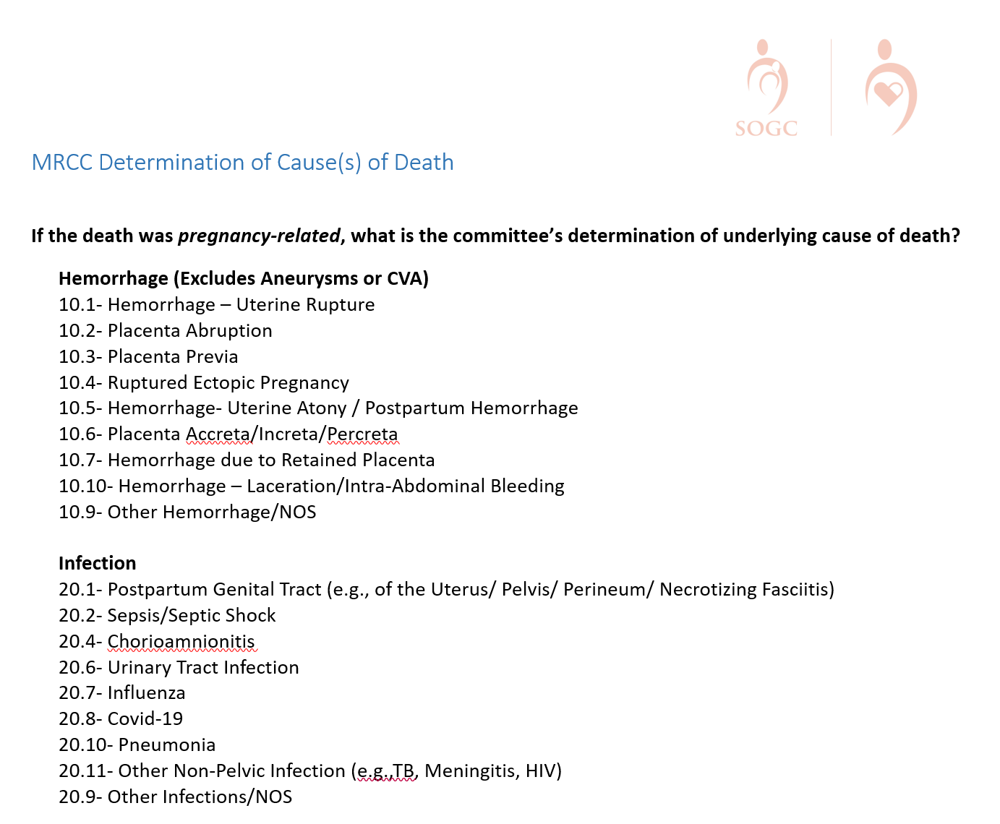 SOGC
MRCC Determination of Cause(s) of Death
If the death was pregnancy-related, what is the committee’s determination of underlying cause of death?
Hemorrhage (Excludes Aneurysms or CVA)
10.1- Hemorrhage – Uterine Rupture
10.2- Placenta Abruption
10.3- Placenta Previa
10.4- Ruptured Ectopic Pregnancy
10.5- Hemorrhage- Uterine Atony / Postpartum Hemorrhage
10.6- Placenta Accreta/Increta/Percreta
10.7- Hemorrhage due to Retained Placenta
10.10- Hemorrhage – Laceration/Intra-Abdominal Bleeding
10.9- Other Hemorrhage/NOS
Infection
20.1- Postpartum Genital Tract (e.g., of the Uterus/ Pelvis/ Perineum/ Necrotizing Fasciitis)
20.2- Sepsis/Septic Shock
20.4- Chorioamnionitis
20.6- Urinary Tract Infection
20.7- Influenza
20.8- Covid-19
20.10- Pneumonia
20.11- Other Non-Pelvic Infection (e.g.,TB, Meningitis, HIV)
20.9- Other Infections/NOS